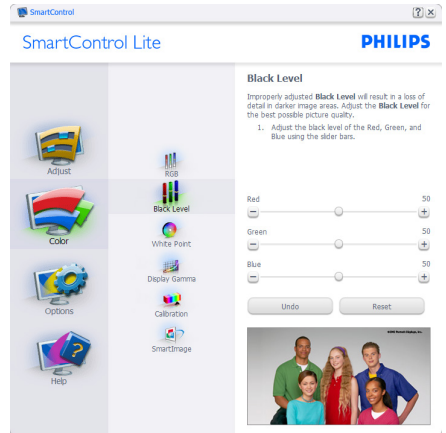 SmartControl
SmartControl Lite
PHILIPS
Adjust
Color
Options
Help
RGB
Black Level
White Point
Display Gamma
Calibration
SmartImage
Black Level
Improperly adjusted Black Level will result in a loss of
detail in darker image areas. Adjust the Black Level for
the best possible picture quality.
1. Adjust the black level of the Red, Green, and
Blue using the slider bars.
Red 50
Green 50
Blue 50
Undo Reset